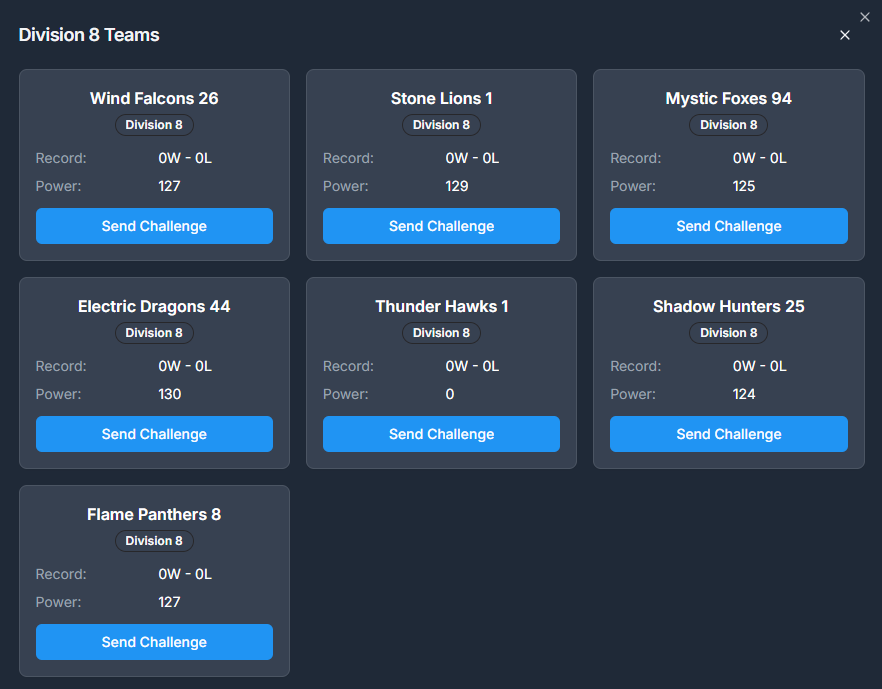 Division 8 Teams
Wind Falcons 26
Division 8
Record: 0W - 0L
Power: 127
Send Challenge
Stone Lions 1
Division 8
Record: 0W - 0L
Power: 129
Send Challenge
Mystic Foxes 94
Division 8
Record: 0W - 0L
Power: 125
Send Challenge
Electric Dragons 44
Division 8
Record: 0W - 0L
Power: 130
Send Challenge
Thunder Hawks 1
Division 8
Record: 0W - 0L
Power: 0
Send Challenge
Shadow Hunters 25
Division 8
Record: 0W - 0L
Power: 124
Send Challenge
Flame Panthers 8
Division 8
Record: 0W - 0L
Power: 127
Send Challenge